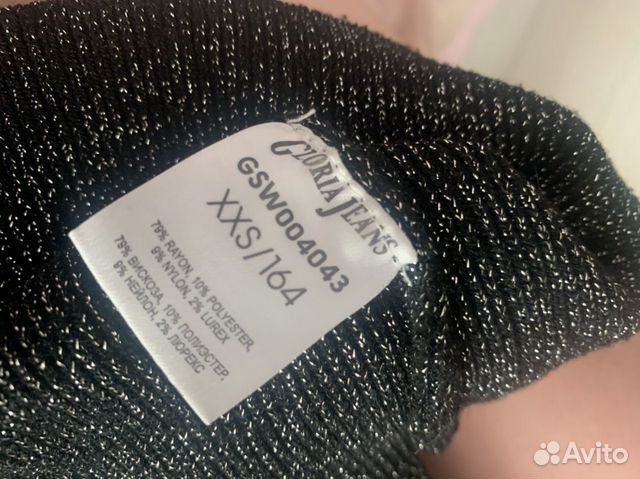 GLORIA JEANS
GSW004043
XXS/164
79% RAYON, 10% POLYESTER,
9% NYLON, 2% LUREX
79% ВИСКОЗА, 10% ПОЛИЭСТЕР,
9% НЕЙЛОН, 2% ЛЮРЕКС
Avito